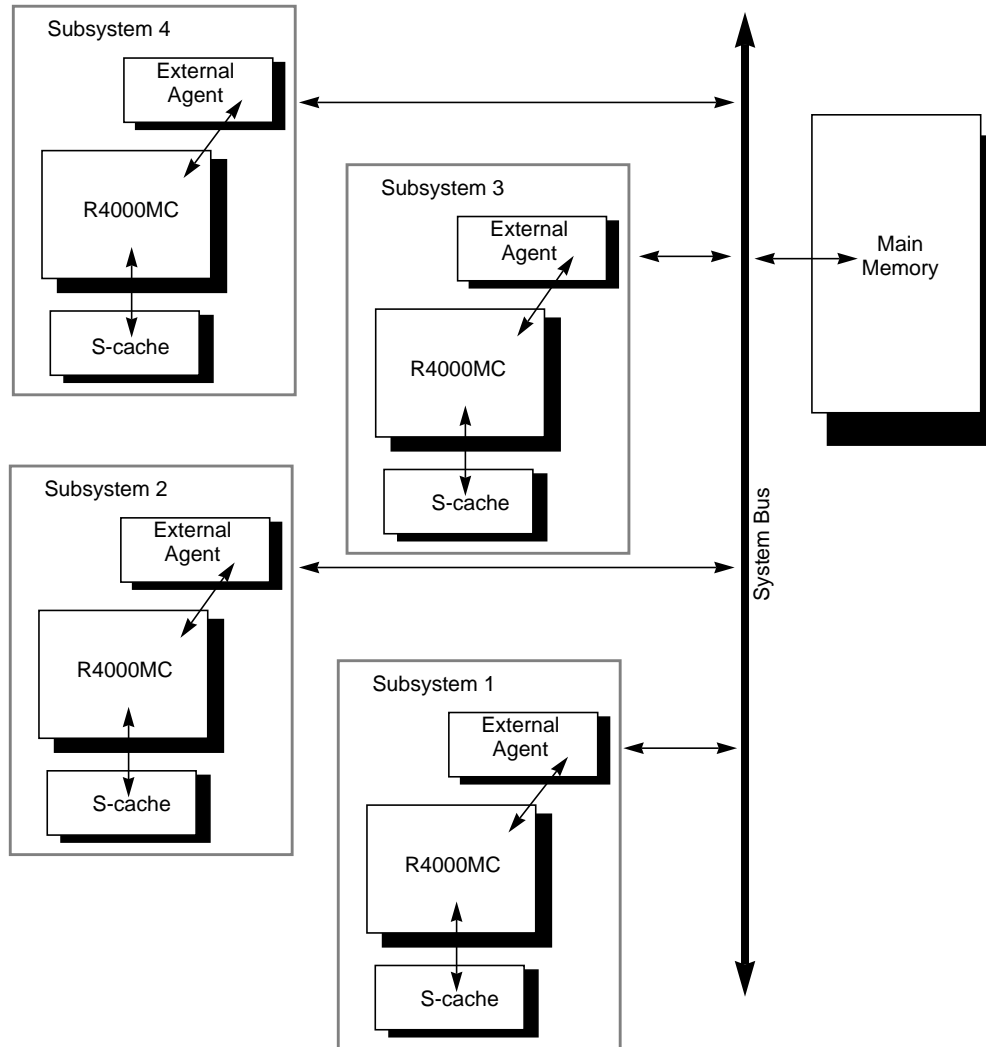 Subsystem 4
External
Agent
R4000MC
S-cache
Subsystem 3
External
Agent
R4000MC
S-cache
Main
Memory
System Bus
Subsystem 2
External
Agent
R4000MC
S-cache
Subsystem 1
External
Agent
R4000MC
S-cache